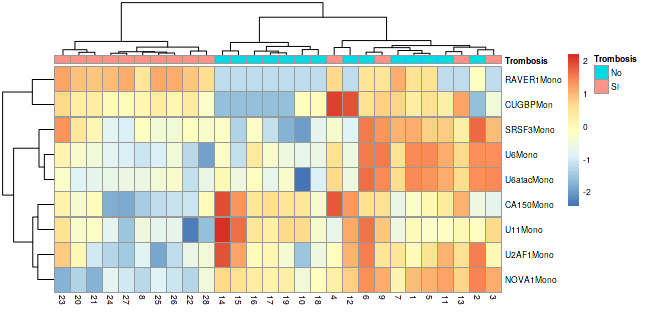 Trombosis
RAVER1Mono
CUGBPMon
SRSF3Mono
U6Mono
U6atacMono
CA150Mono
U11Mono
U2AF1Mono
NOVA1Mono
23 20 21 24 27 8 25 26 22 28 14 15 16 17 19 10 18 4 12 6 9 7 1 5 11 13 2 3
2
1
0
-1
-2
Trombosis
No
SI